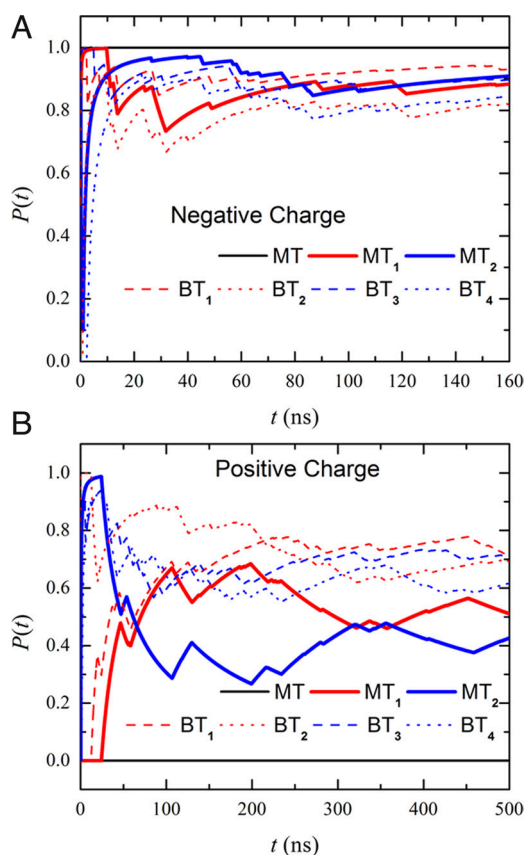 A
1.0
0.8
0.6
0.4
0.2
0.0
P(t)
Negative Charge
MT MT₁ MT₂
BT₁ BT₂ BT₃ BT₄
0 20 40 60 80 100 120 140 160
t (ns)
B
Positive Charge
1.0
0.8
0.6
0.4
0.2
0.0
P(t)
MT MT₁ MT₂
BT₁ BT₂ BT₃ BT₄
0 100 200 300 400 500
t (ns)